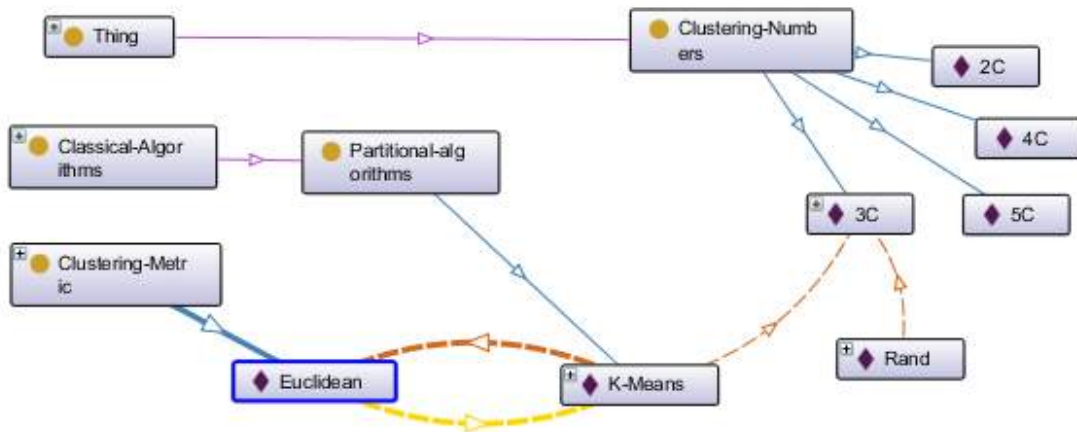 Thing
Clustering-Numb
ers
2C
4C
Classical-Algor
ithms
Partitional-alg
orithms
3C
5C
Clustering-Metr
ic
Euclidean
K-Means
Rand